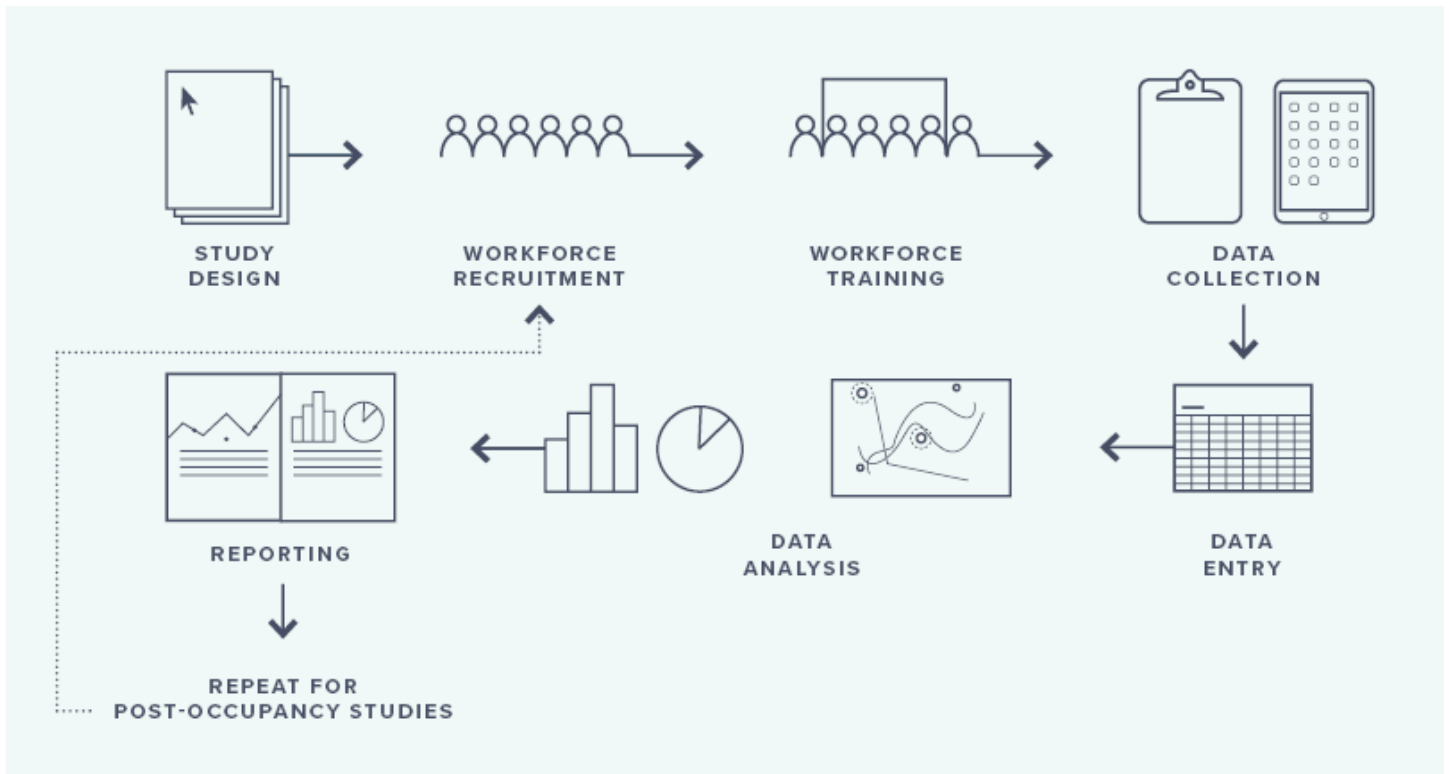 STUDY
DESIGN
WORKFORCE
RECRUITMENT
WORKFORCE
TRAINING
DATA
COLLECTION
REPORTING
DATA
ANALYSIS
DATA
ENTRY
REPEAT FOR
POST-OCCUPANCY STUDIES